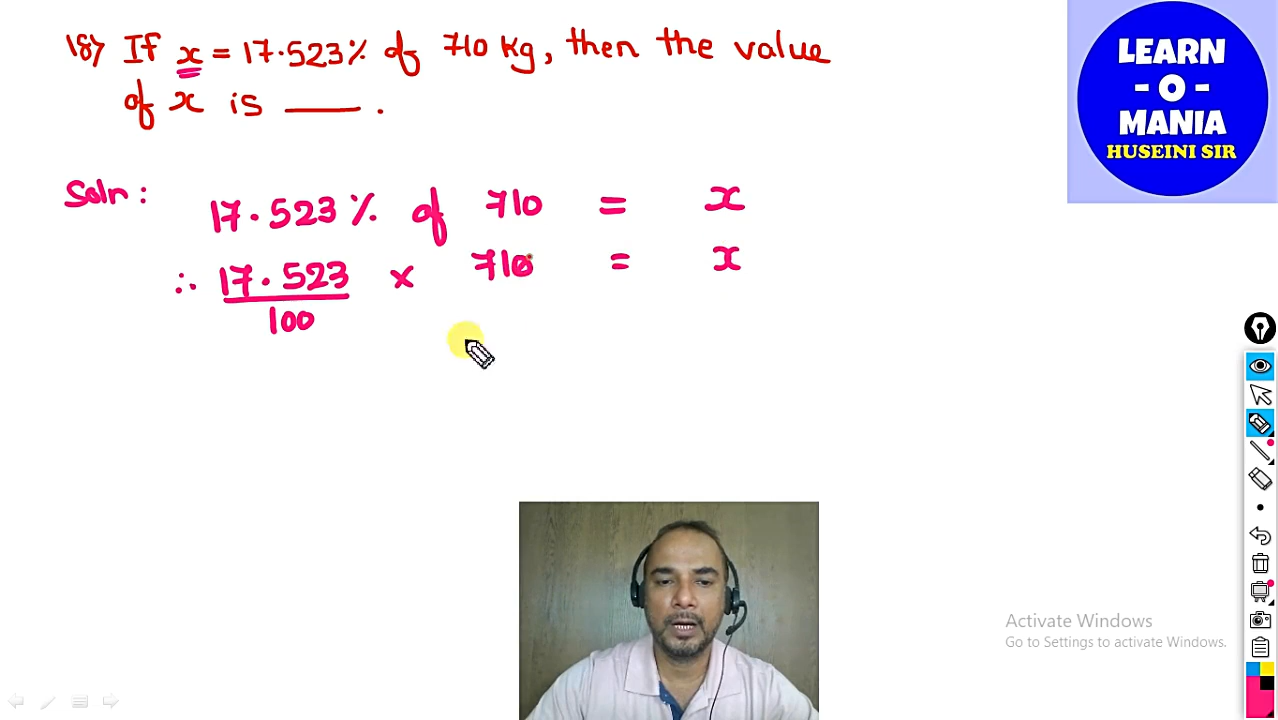 18> If x = 17.523% of 710 kg, then the value
of x is ____ .
LEARN
- O -
MANIA
HUSEINI SIR
Soln :
17.523% of 710 = x
∴ 17.523/100 × 710 = x
Activate Windows
Go to Settings to activate Windows.